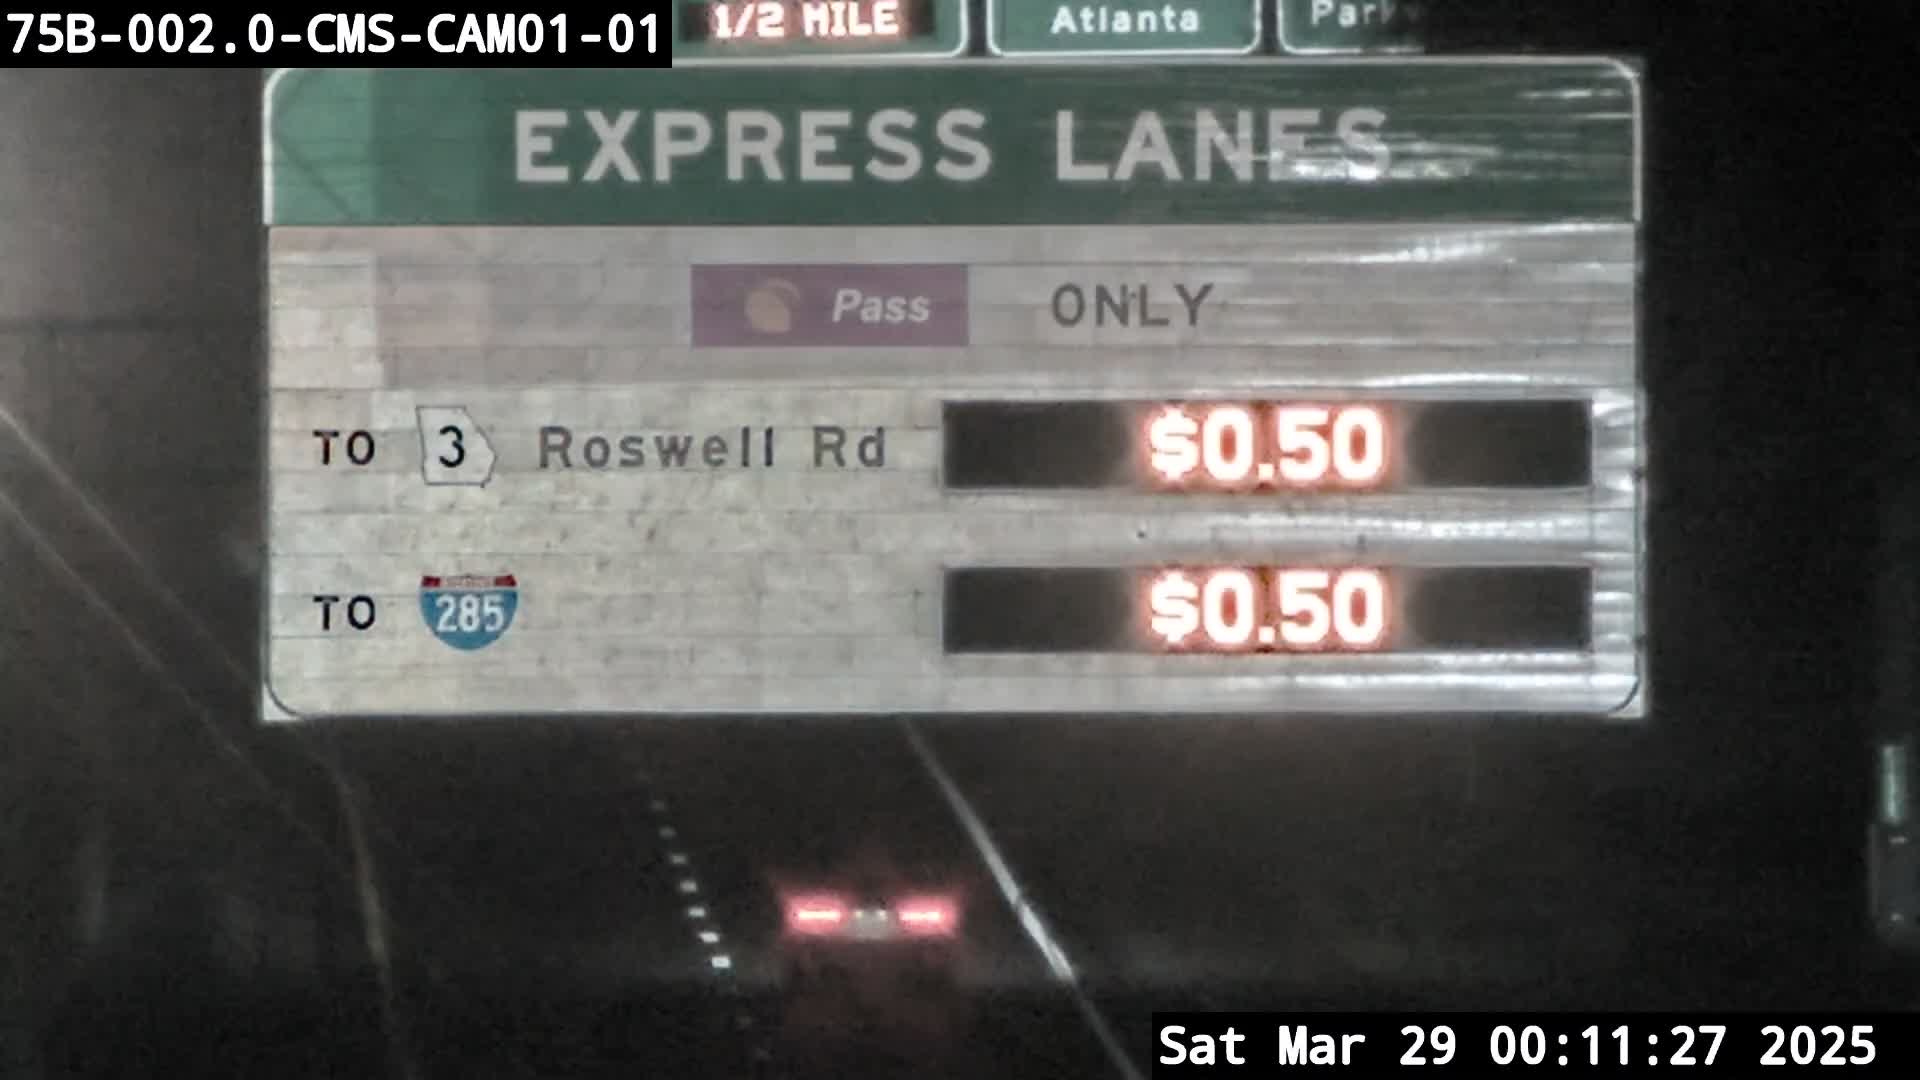 75B-002.0-CMS-CAM01-01
1/2 MILE
Atlanta
EXPRESS LANES
Pass ONLY
TO 3 Roswell Rd $0.50
TO 285 $0.50
Sat Mar 29 00:11:27 2025